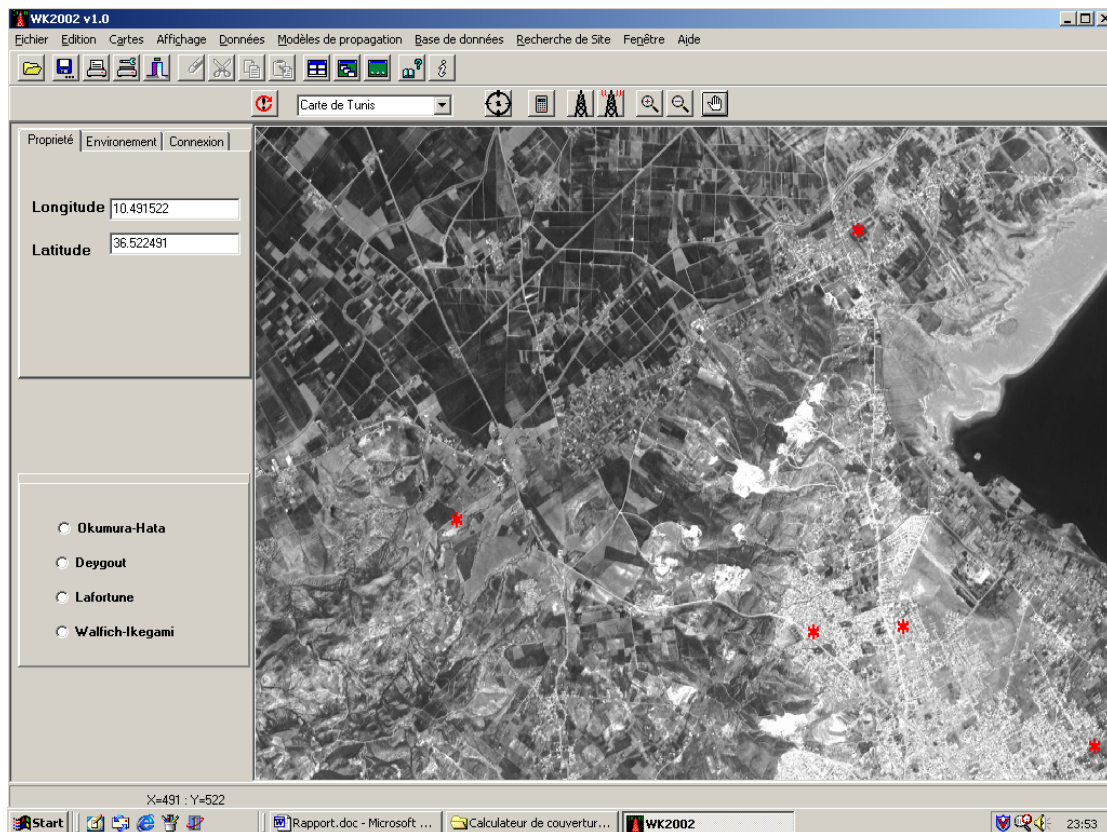 WK2002 v1.0
Fichier Edition Cartes Affichage Données Modèles de propagation Base de données Recherche de Site Fenêtre Aide
Carte de Tunis
Proprieté Environement Connexion
Longitude 10.491522
Latitude 36.522491
Okumura-Hata
Deygout
Lafortune
Walfich-Ikegami
X=491 : Y=522
Start Rapport.doc - Microsoft ... Calculateur de couvertur... WK2002 23:53